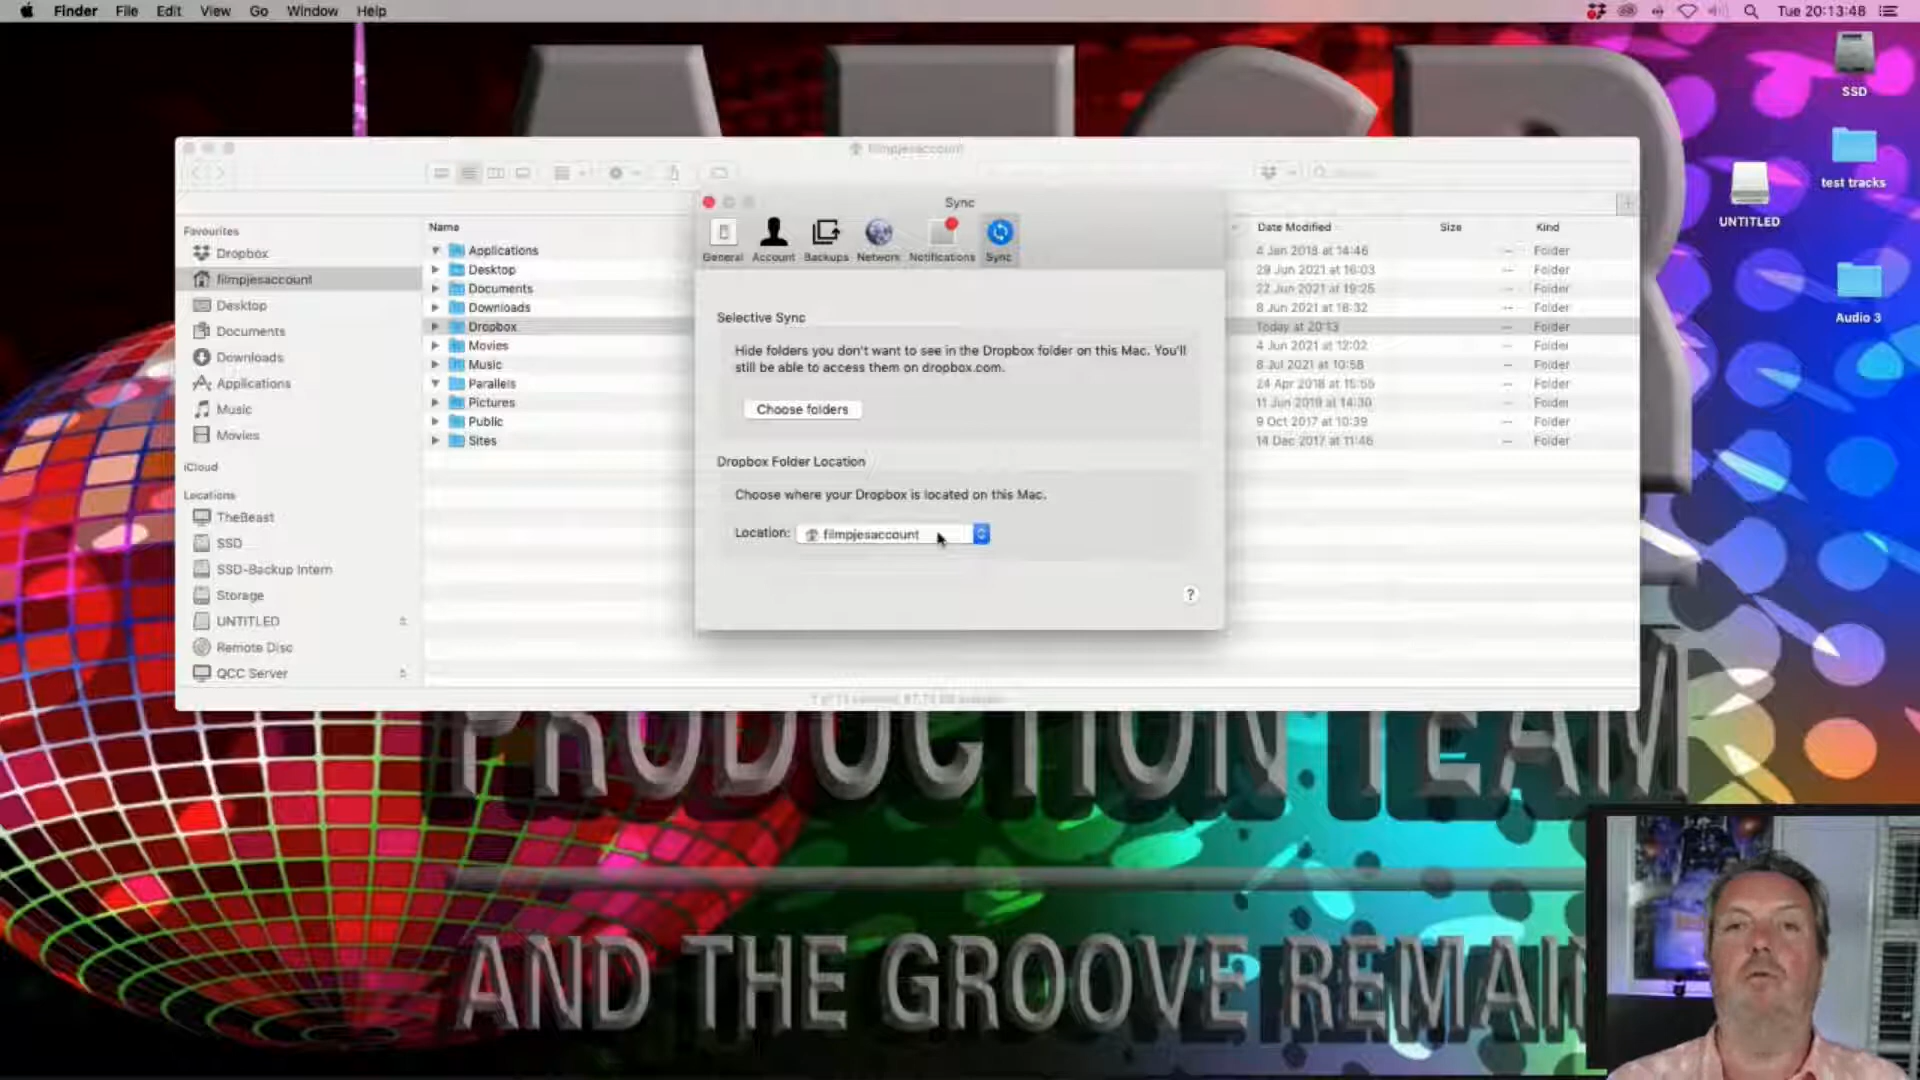 Finder File Edit View Go Window Help
Tue 20:13:48
SSD
test tracks
UNTITLED
Audio 3
filmpjesaccount
Sync
General Account Backups Network Notifications Sync
Favourites
Dropbox
filmpjesaccount
Desktop
Documents
Downloads
Applications
Music
Movies
iCloud
Locations
TheBeast
SSD
SSD-Backup Intern
Storage
UNTITLED
Remote Disc
QCC Server
Name Date Modified Size Kind
Applications 4 Jan 2018 at 14:46 -- Folder
Desktop 29 Jun 2021 at 16:03 -- Folder
Documents 22 Jun 2021 at 19:25 -- Folder
Downloads 8 Jun 2021 at 16:32 -- Folder
Dropbox Today at 20:13 -- Folder
Movies 4 Jun 2021 at 12:02 -- Folder
Music 8 Jul 2021 at 10:58 -- Folder
Parallels 24 Apr 2018 at 15:55 -- Folder
Pictures 11 Jun 2019 at 14:30 -- Folder
Public 9 Oct 2017 at 10:39 -- Folder
Sites 14 Dec 2017 at 11:46 -- Folder
Selective Sync
Hide folders you don't want to see in the Dropbox folder on this Mac. You'll
still be able to access them on dropbox.com.
Choose folders
Dropbox Folder Location
Choose where your Dropbox is located on this Mac.
Location: filmpjesaccount
?
PRODUCTION TEAM
AND THE GROOVE REMAIN